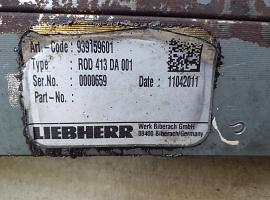 Art.-Code : 939159601
Type : ROD 413 DA 001
Ser.No : 0000659 Date : 11042011
Part-No :
LIEBHERR Werk Biberach GmbH
88400 Biberach/Germany